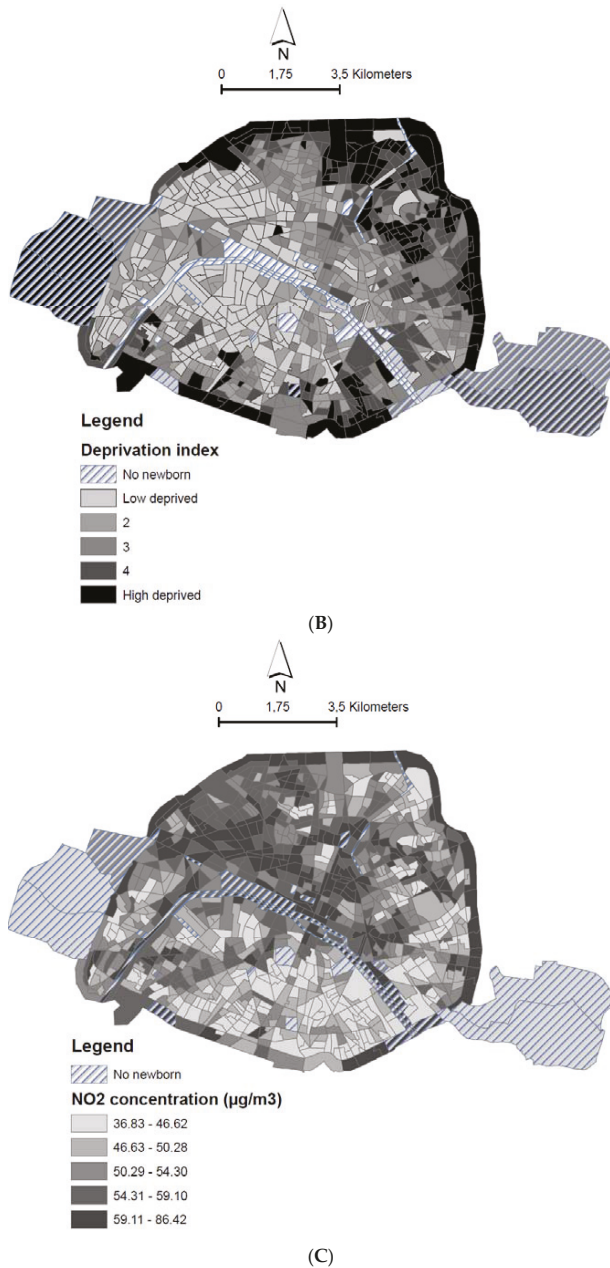 N
0 1,75 3,5 Kilometers
Legend
Deprivation index
No newborn
Low deprived
2
3
4
High deprived
(B)
N
0 1,75 3,5 Kilometers
Legend
No newborn
NO2 concentration (µg/m3)
36.83 - 46.62
46.63 - 50.28
50.29 - 54.30
54.31 - 59.10
59.11 - 86.42
(C)